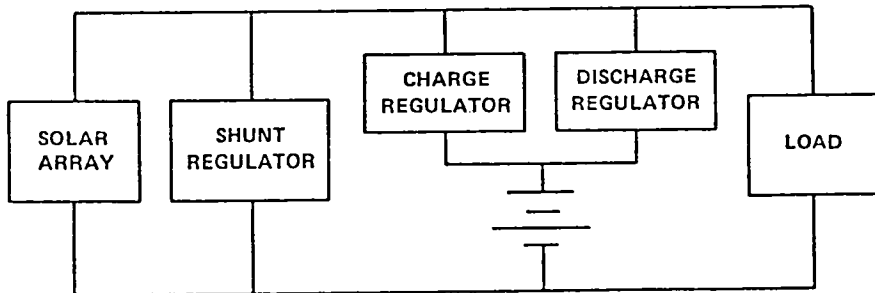 SOLAR
ARRAY
SHUNT
REGULATOR
CHARGE
REGULATOR
DISCHARGE
REGULATOR
LOAD